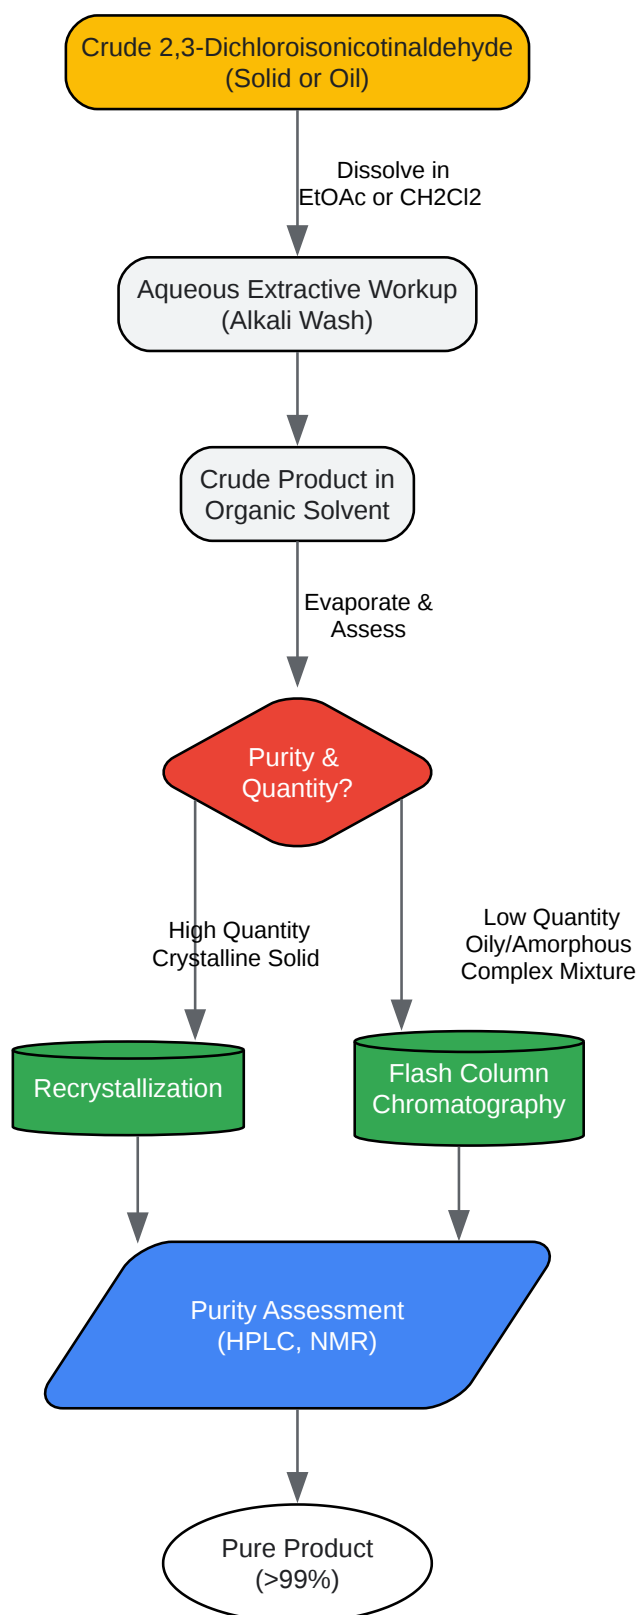 Crude 2,3-Dichloroisonicotinaldehyde
(Solid or Oil)
Dissolve in
EtOAc or CH2Cl2
Aqueous Extractive Workup
(Alkali Wash)
Crude Product in
Organic Solvent
Evaporate &
Assess
Purity &
Quantity?
High Quantity
Crystalline Solid
Low Quantity
Oily/Amorphous
Complex Mixture
Recrystallization
Flash Column
Chromatography
Purity Assessment
(HPLC, NMR)
Pure Product
(>99%)